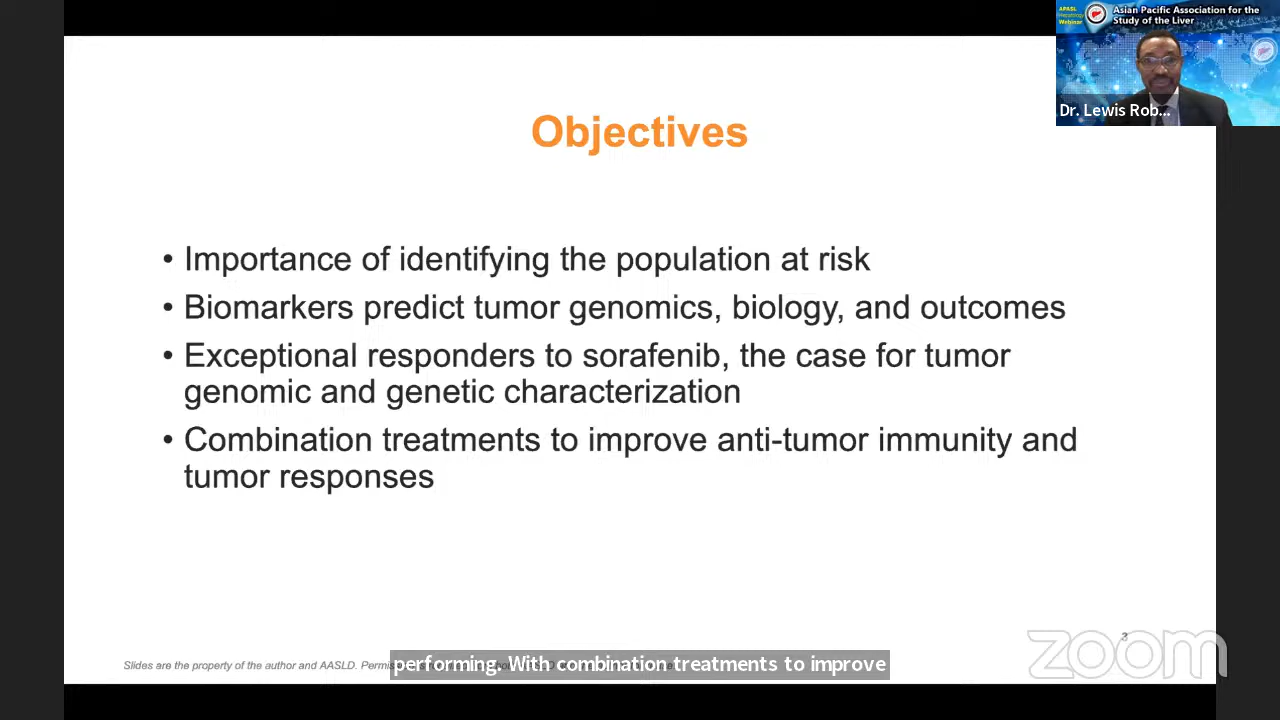 APASL
Hepatology
Webinar
Asian Pacific Association for the
Study of the Liver
Dr. Lewis Rob...
Objectives
• Importance of identifying the population at risk
• Biomarkers predict tumor genomics, biology, and outcomes
• Exceptional responders to sorafenib, the case for tumor
genomic and genetic characterization
• Combination treatments to improve anti-tumor immunity and
tumor responses
3
zoom
Slides are the property of the author and AASLD.
performing. With combination treatments to improve